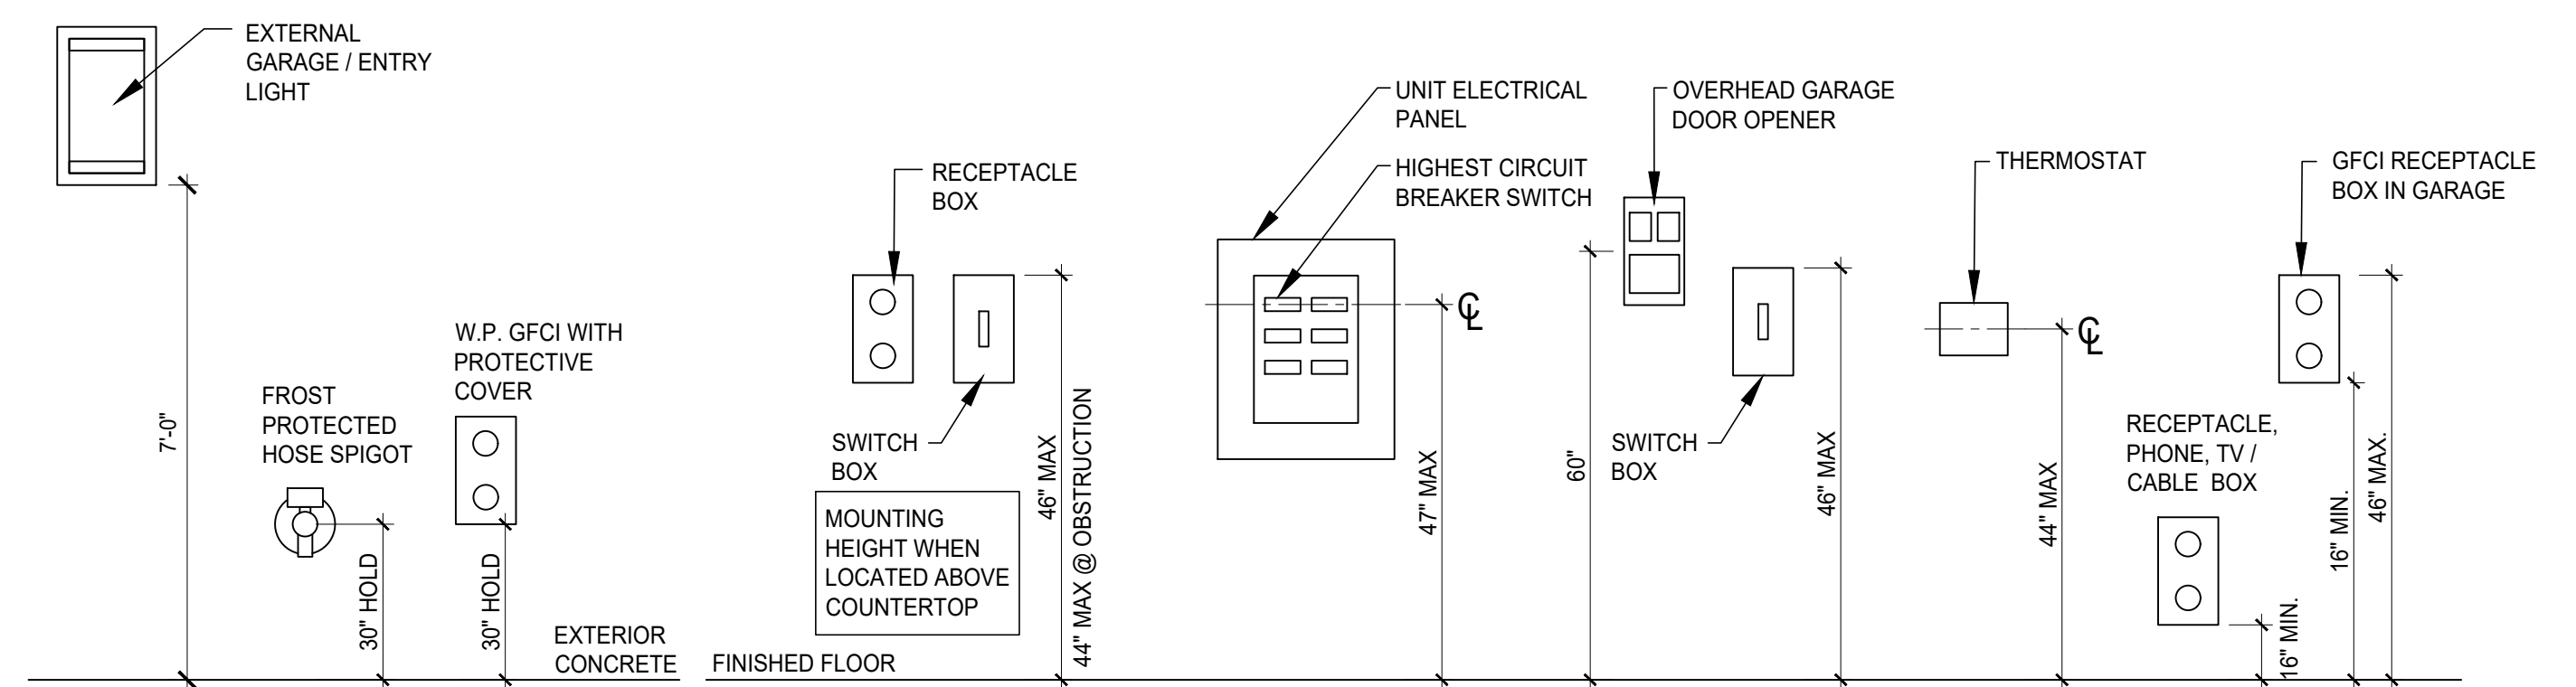 EXTERNAL
GARAGE / ENTRY
LIGHT
7'-0"
FROST
PROTECTED
HOSE SPIGOT
30" HOLD
W.P. GFCI WITH
PROTECTIVE
COVER
30" HOLD
EXTERIOR
CONCRETE
FINISHED FLOOR
RECEPTACLE
BOX
SWITCH
BOX
MOUNTING
HEIGHT WHEN
LOCATED ABOVE
COUNTERTOP
46" MAX
44" MAX @ OBSTRUCTION
UNIT ELECTRICAL
PANEL
HIGHEST CIRCUIT
BREAKER SWITCH
℄
47" MAX
OVERHEAD GARAGE
DOOR OPENER
60"
SWITCH
BOX
46" MAX
THERMOSTAT
℄
44" MAX
RECEPTACLE,
PHONE, TV /
CABLE BOX
16" MIN.
GFCI RECEPTACLE
BOX IN GARAGE
16" MIN.
46" MAX.